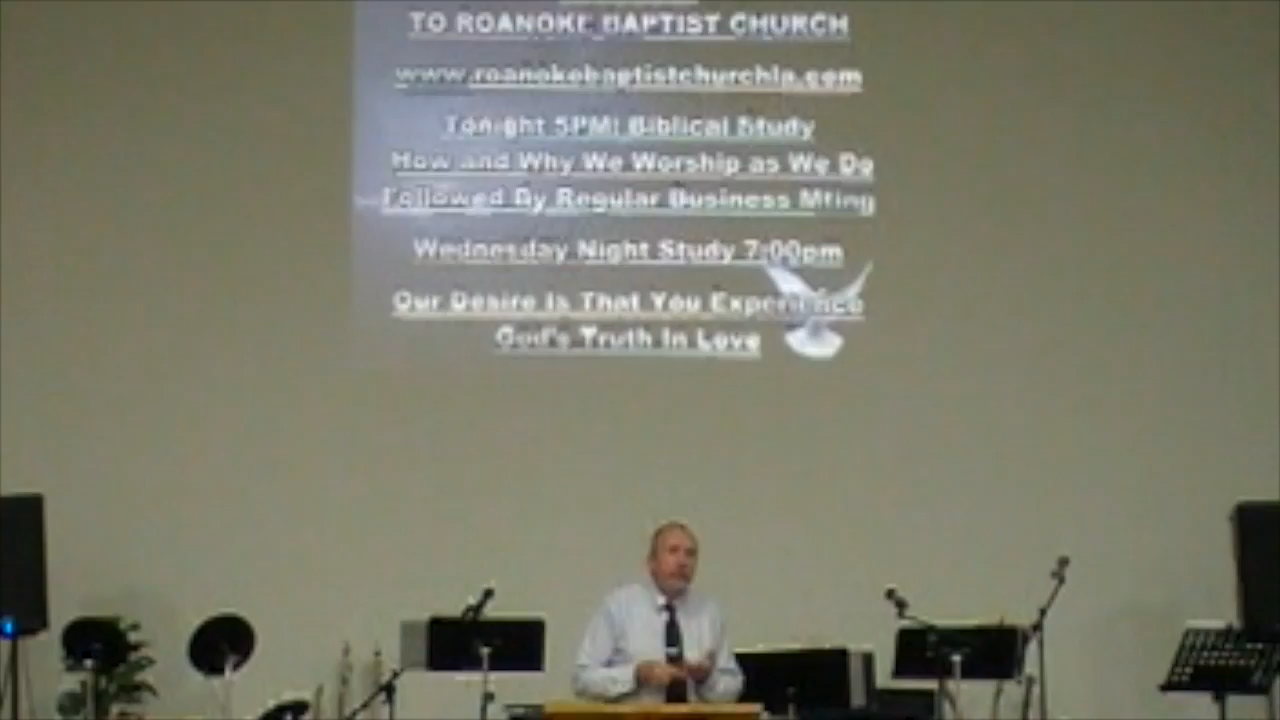 TO ROANOKE BAPTIST CHURCH
www.roanokebaptistchurchla.com
Tonight 5PM: Biblical Study
How and Why We Worship as We Do
Followed By Regular Business Mting
Wednesday Night Study 7:00pm
Our Desire Is That You Experience
God's Truth In Love